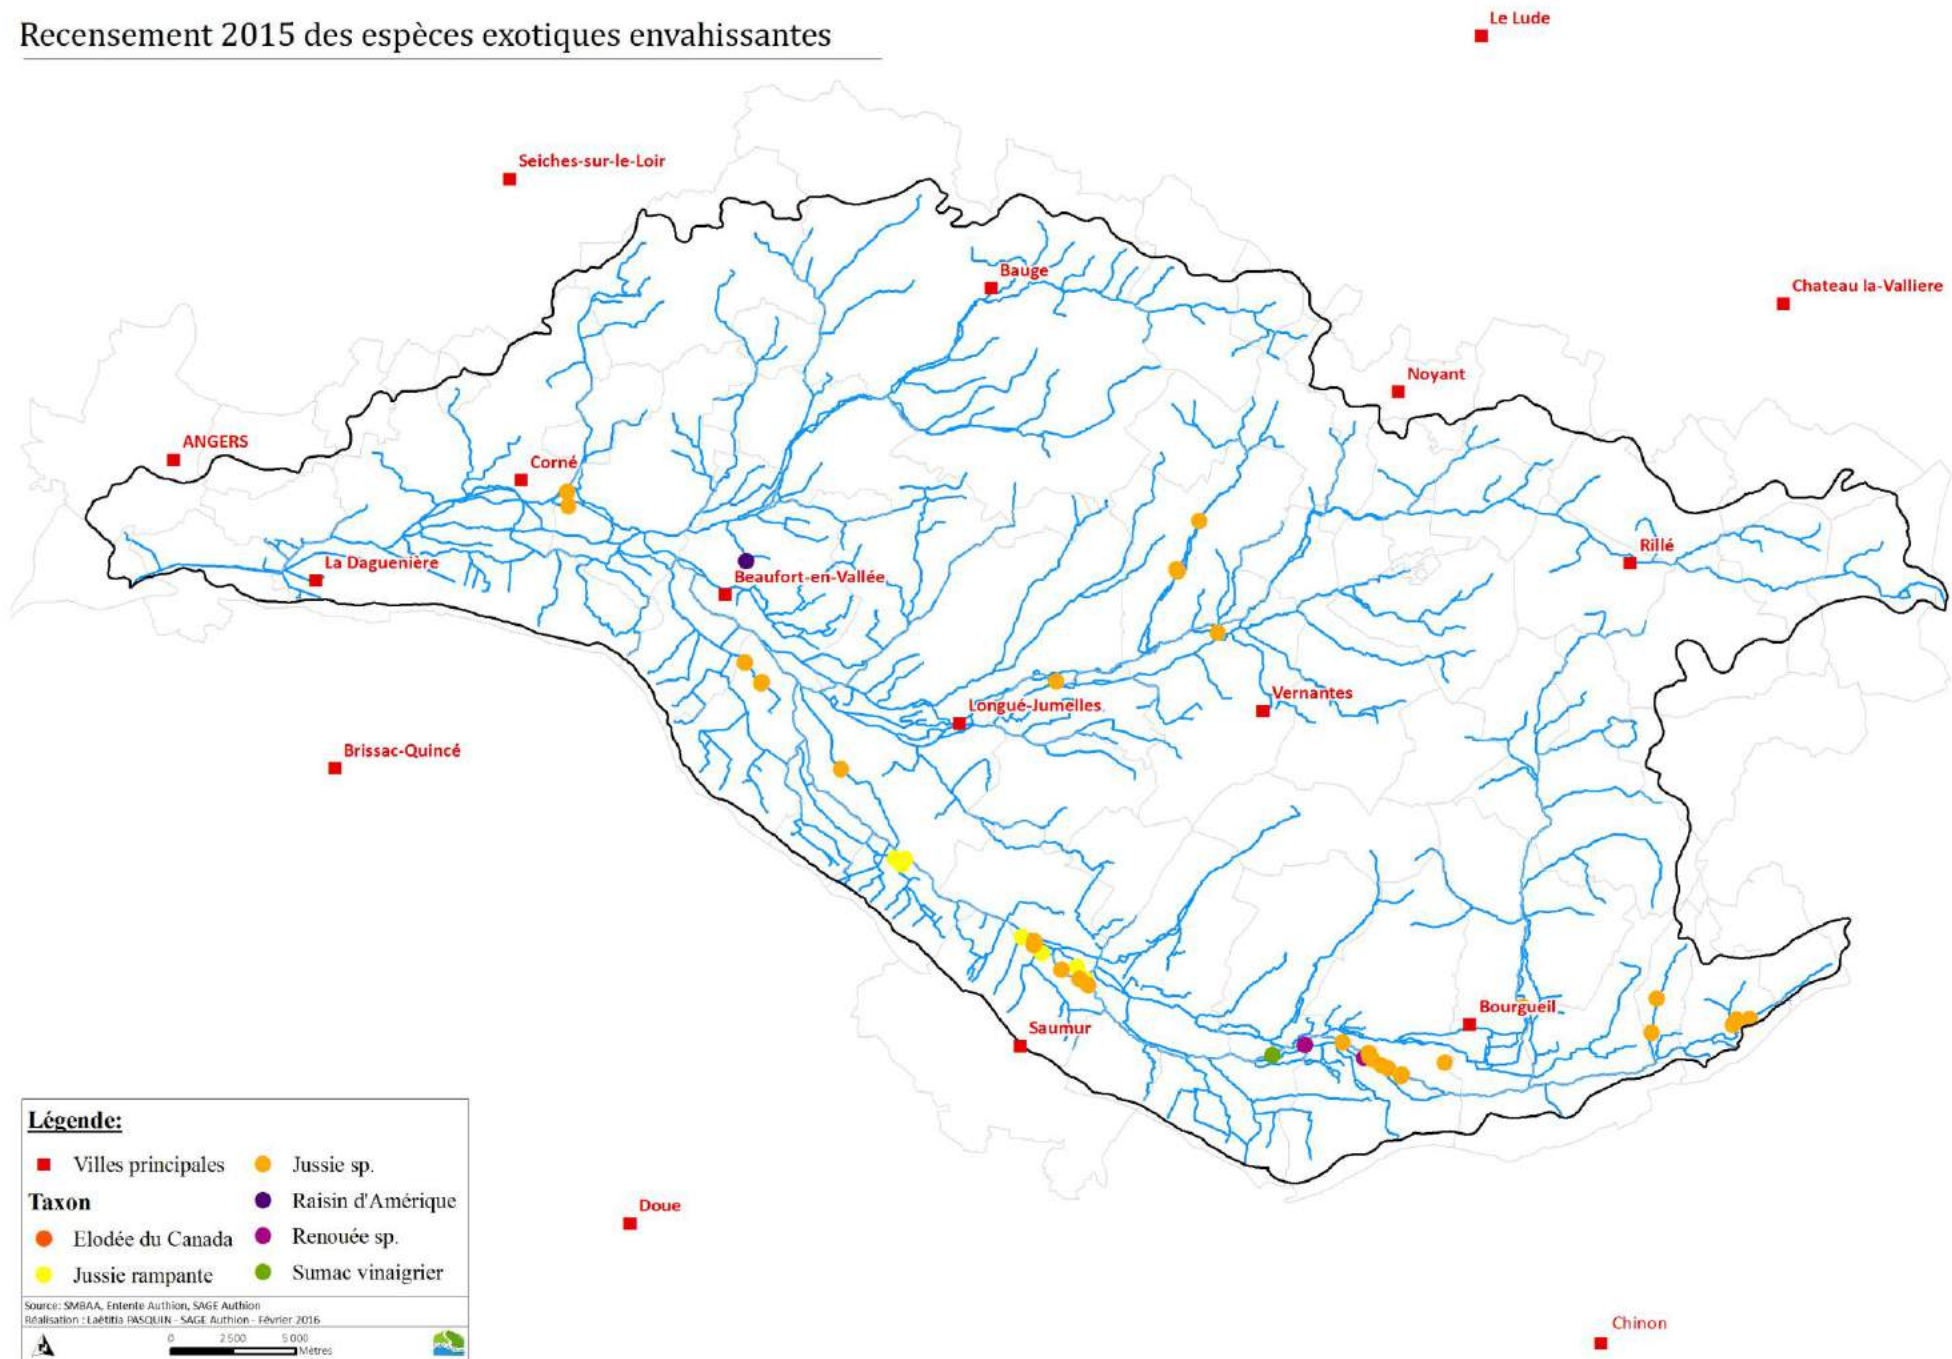 Recensement 2015 des espèces exotiques envahissantes
Le Lude
Seiches-sur-le-Loir
Bauge
Chateau la-Valliere
Noyant
ANGERS
Corné
Rillé
La Daguenière
Beaufort-en-Vallée
Vernantes
Longué-Jumelles
Brissac-Quincé
Bourgueil
Saumur
Doue
Chinon
Légende:
Villes principales
Jussie sp.
Taxon
Raisin d'Amérique
Elodée du Canada
Renouée sp.
Jussie rampante
Sumac vinaigrier
Source: SMBAA, Entente Authion, SAGE Authion
Réalisation : Laëtitia PASQUIN - SAGE Authion - Février 2016
0 2 500 5 000
Mètres